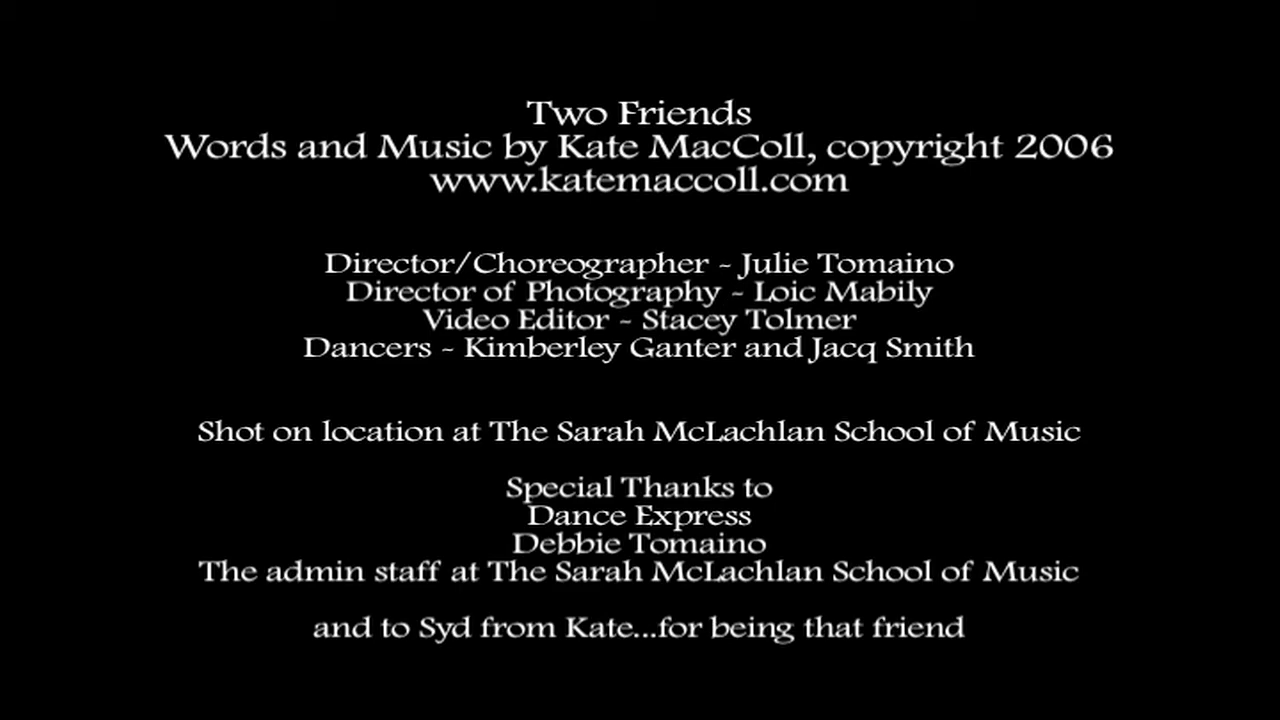 Two Friends
Words and Music by Kate MacColl, copyright 2006
www.katemaccoll.com
Director/Choreographer - Julie Tomaino
Director of Photography - Loic Mabily
Video Editor - Stacey Tolmer
Dancers - Kimberley Ganter and Jacq Smith
Shot on location at The Sarah McLachlan School of Music
Special Thanks to
Dance Express
Debbie Tomaino
The admin staff at The Sarah McLachlan School of Music
and to Syd from Kate...for being that friend